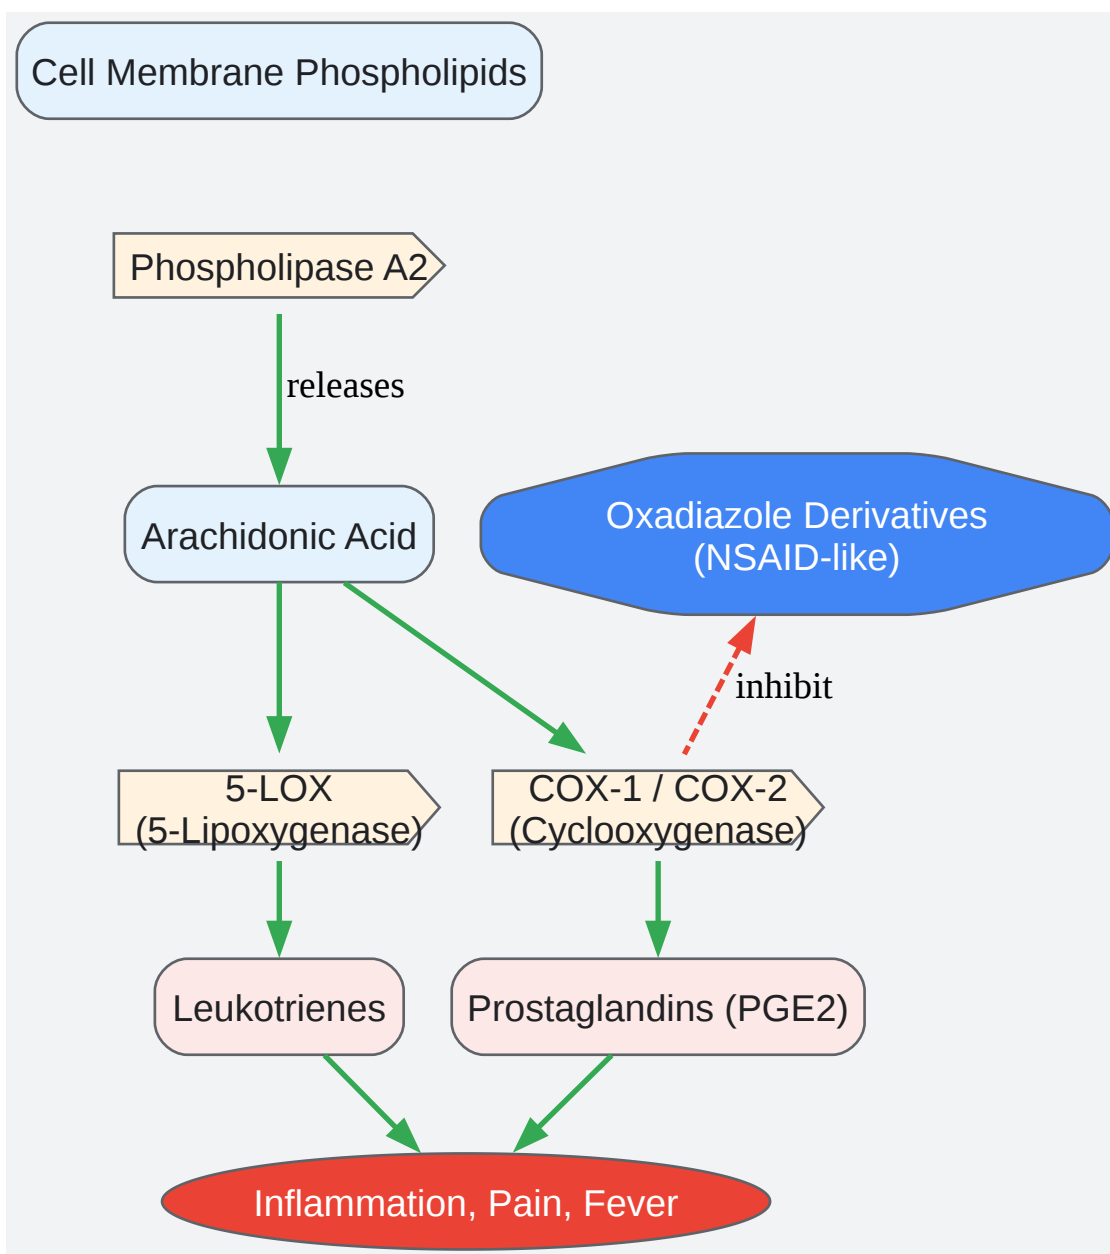 Cell Membrane Phospholipids
Phospholipase A2
releases
Arachidonic Acid
Oxadiazole Derivatives
(NSAID-like)
inhibit
5-LOX
(5-Lipoxygenase)
COX-1 / COX-2
(Cyclooxygenase)
Leukotrienes
Prostaglandins (PGE2)
Inflammation, Pain, Fever